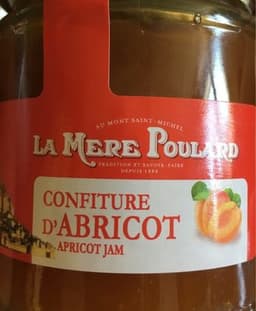 AU MONT SAINT-MICHEL
LA MERE POULARD
TRADITION ET SAVOIR-FAIRE
DEPUIS 1888
CONFITURE
D'ABRICOT
APRICOT JAM